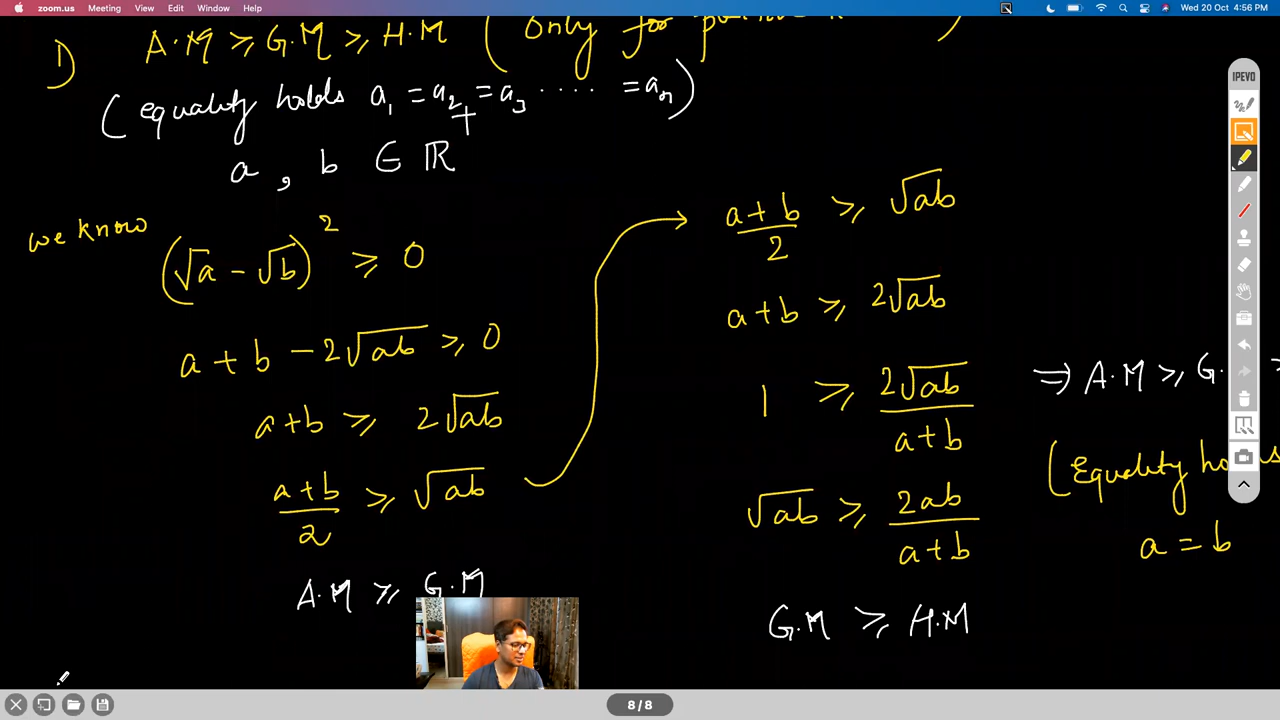 zoom.us Meeting View Edit Window Help
Wed 20 Oct 4:56 PM
IPEVO
1) A.M ≥ G.M ≥ H.M ( Only for
(equality holds a₁ = a₂ = a₃ .... = aₙ)
a, b ∈ ℝ⁺
we know (√a - √b)² ≥ 0
a + b - 2√ab ≥ 0
a+b ≥ 2√ab
a+b/2 ≥ √ab
A.M ≥ G.M
a+b/2 ≥ √ab
a+b ≥ 2√ab
1 ≥ 2√ab/a+b
√ab ≥ 2ab/a+b
G.M ≥ H.M
⇒ A.M ≥ G.
(Equality
a = b
8/8